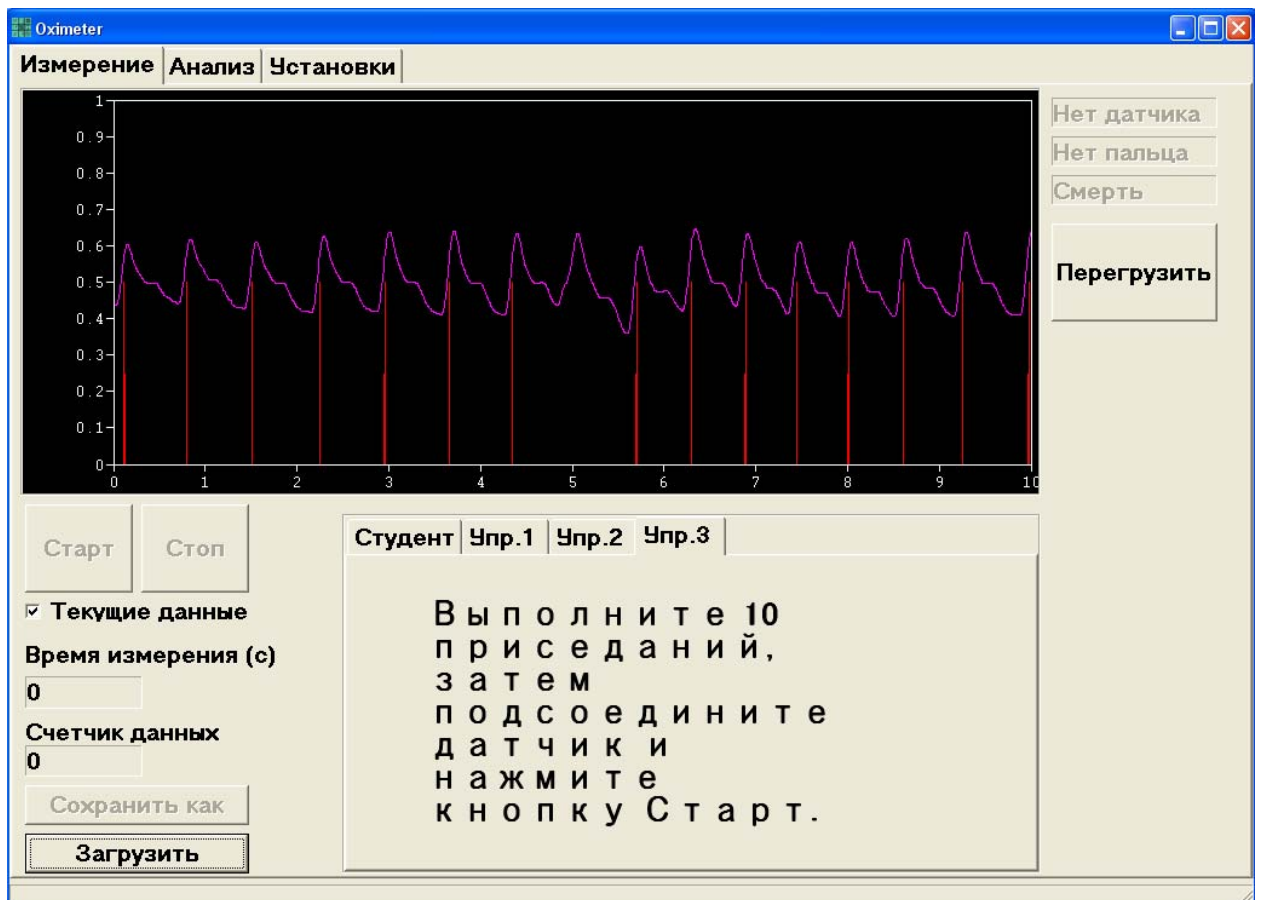 Oximeter
Измерение Анализ Установки
1
0.9
0.8
0.7
0.6
0.5
0.4
0.3
0.2
0.1
0
0 1 2 3 4 5 6 7 8 9 10
Нет датчика
Нет пальца
Смерть
Перегрузить
Старт Стоп
Текущие данные
Время измерения (с)
0
Счетчик данных
0
Сохранить как
Загрузить
Студент Упр.1 Упр.2 Упр.3
Выполните 10
приседаний,
затем
подсоедините
датчик и
нажмите
кнопку Старт.